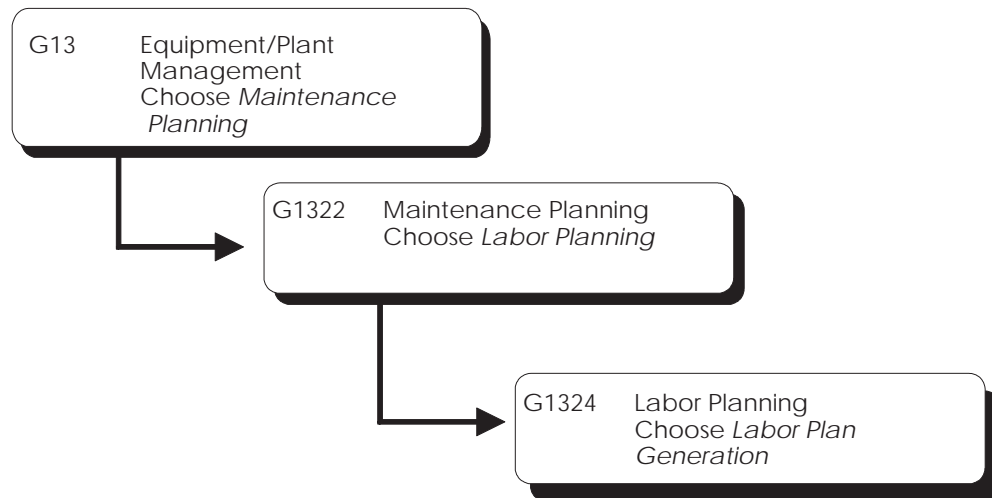 G13 Equipment/Plant
Management
Choose Maintenance
Planning
G1322 Maintenance Planning
Choose Labor Planning
G1324 Labor Planning
Choose Labor Plan
Generation